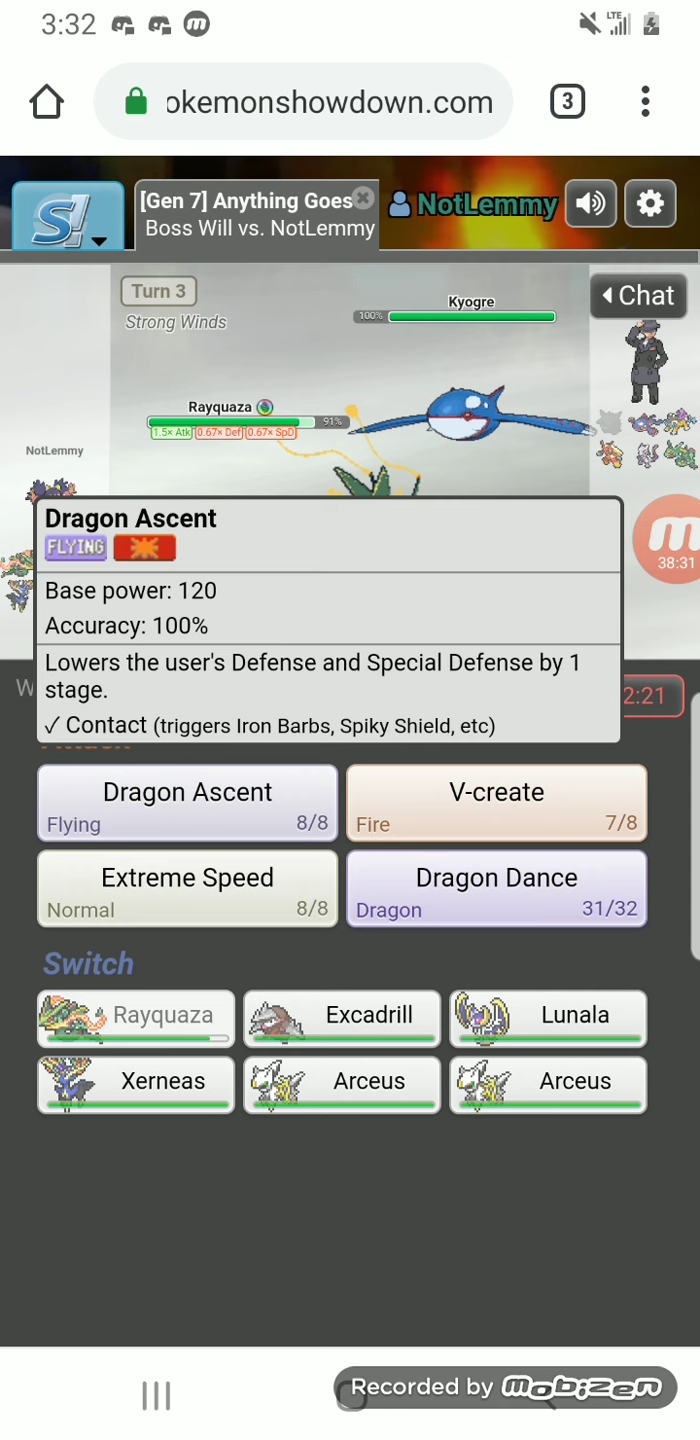 3:32
LTE
okemonshowdown.com
3
[Gen 7] Anything Goes
Boss Will vs. NotLemmy
NotLemmy
S!
Turn 3
Strong Winds
Kyogre
100%
Chat
Rayquaza
91%
1.5× Atk 0.67× Def 0.67× SpD
NotLemmy
Dragon Ascent
FLYING
Base power: 120
Accuracy: 100%
Lowers the user's Defense and Special Defense by 1
stage.
✓ Contact (triggers Iron Barbs, Spiky Shield, etc)
38:31
W
2:21
Dragon Ascent
Flying 8/8
V-create
Fire 7/8
Extreme Speed
Normal 8/8
Dragon Dance
Dragon 31/32
Switch
Rayquaza
Excadrill
Lunala
Xerneas
Arceus
Arceus
Recorded by mobizen